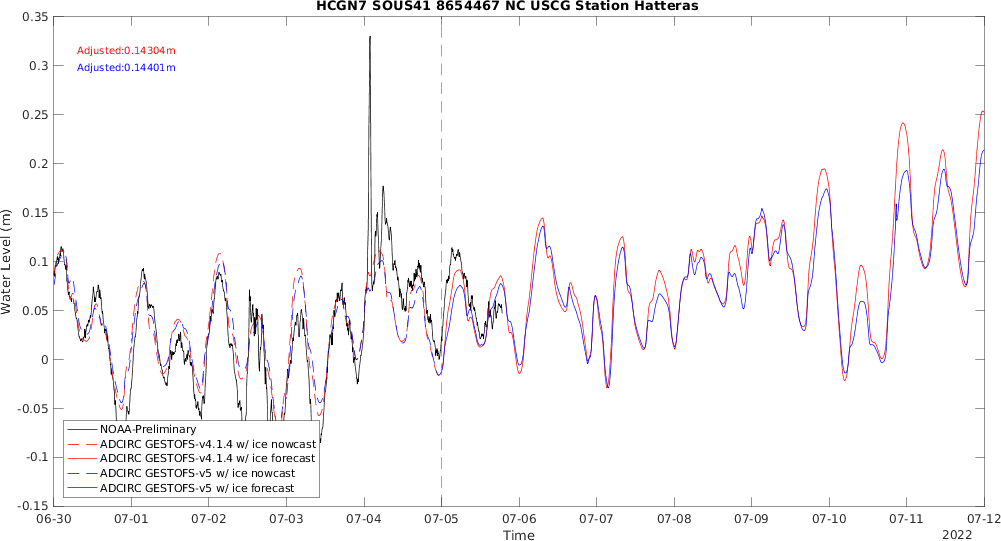 HCGN7 SOUS41 8654467 NC USCG Station Hatteras
Adjusted:0.14304m
Adjusted:0.14401m
Water Level (m)
0.35
0.3
0.25
0.2
0.15
0.1
0.05
0
-0.05
-0.1
-0.15
NOAA-Preliminary
ADCIRC GESTOFS-v4.1.4 w/ ice nowcast
ADCIRC GESTOFS-v4.1.4 w/ ice forecast
ADCIRC GESTOFS-v5 w/ ice nowcast
ADCIRC GESTOFS-v5 w/ ice forecast
06-30 07-01 07-02 07-03 07-04 07-05 07-06 07-07 07-08 07-09 07-10 07-11 07-12
Time
2022